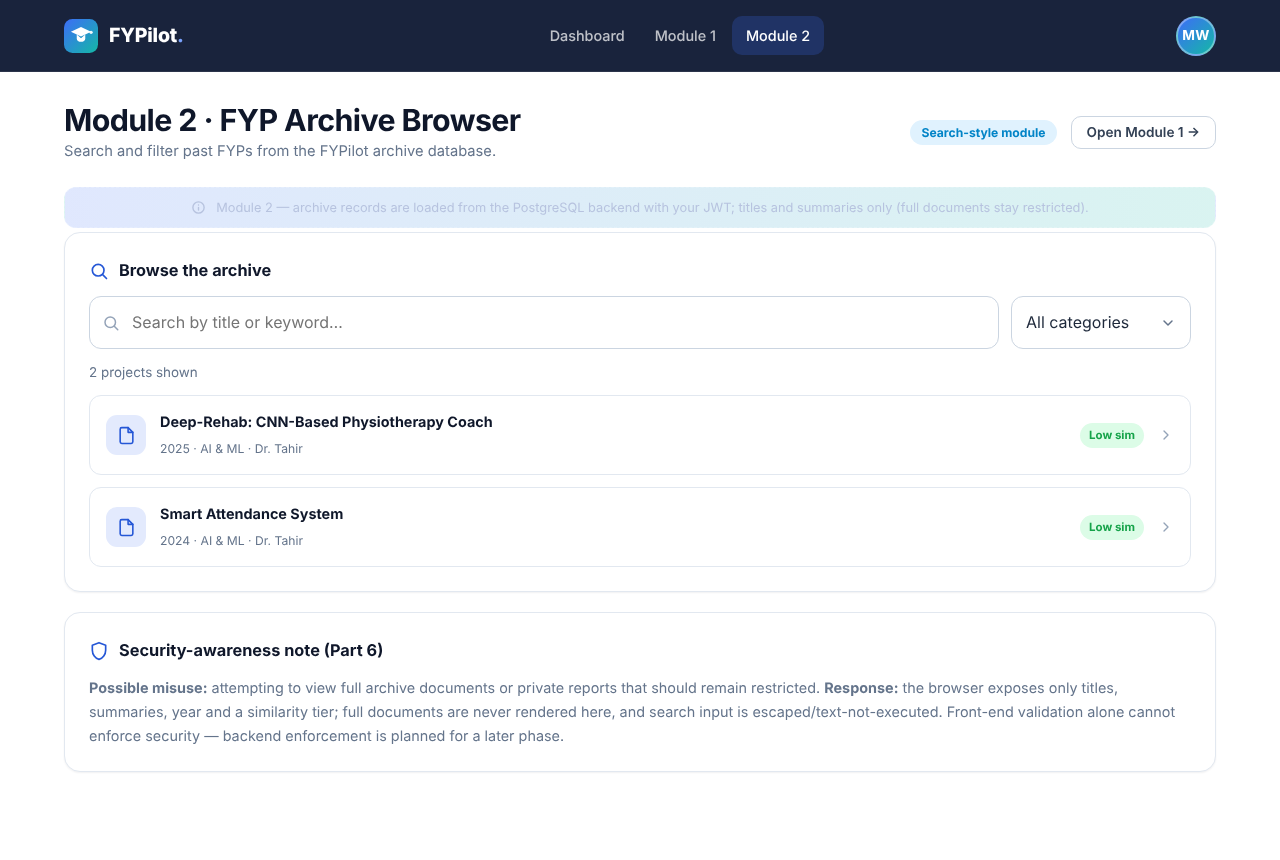 FYPilot.
Dashboard
Module 1
Module 2
MW
Module 2 · FYP Archive Browser
Search and filter past FYPs from the FYPilot archive database.
Search-style module
Open Module 1 →
Module 2 — archive records are loaded from the PostgreSQL backend with your JWT; titles and summaries only (full documents stay restricted).
Browse the archive
Search by title or keyword...
All categories
2 projects shown
Deep-Rehab: CNN-Based Physiotherapy Coach
2025 · AI & ML · Dr. Tahir
Low sim
Smart Attendance System
2024 · AI & ML · Dr. Tahir
Low sim
Security-awareness note (Part 6)
Possible misuse: attempting to view full archive documents or private reports that should remain restricted. Response: the browser exposes only titles,
summaries, year and a similarity tier; full documents are never rendered here, and search input is escaped/text-not-executed. Front-end validation alone cannot
enforce security — backend enforcement is planned for a later phase.